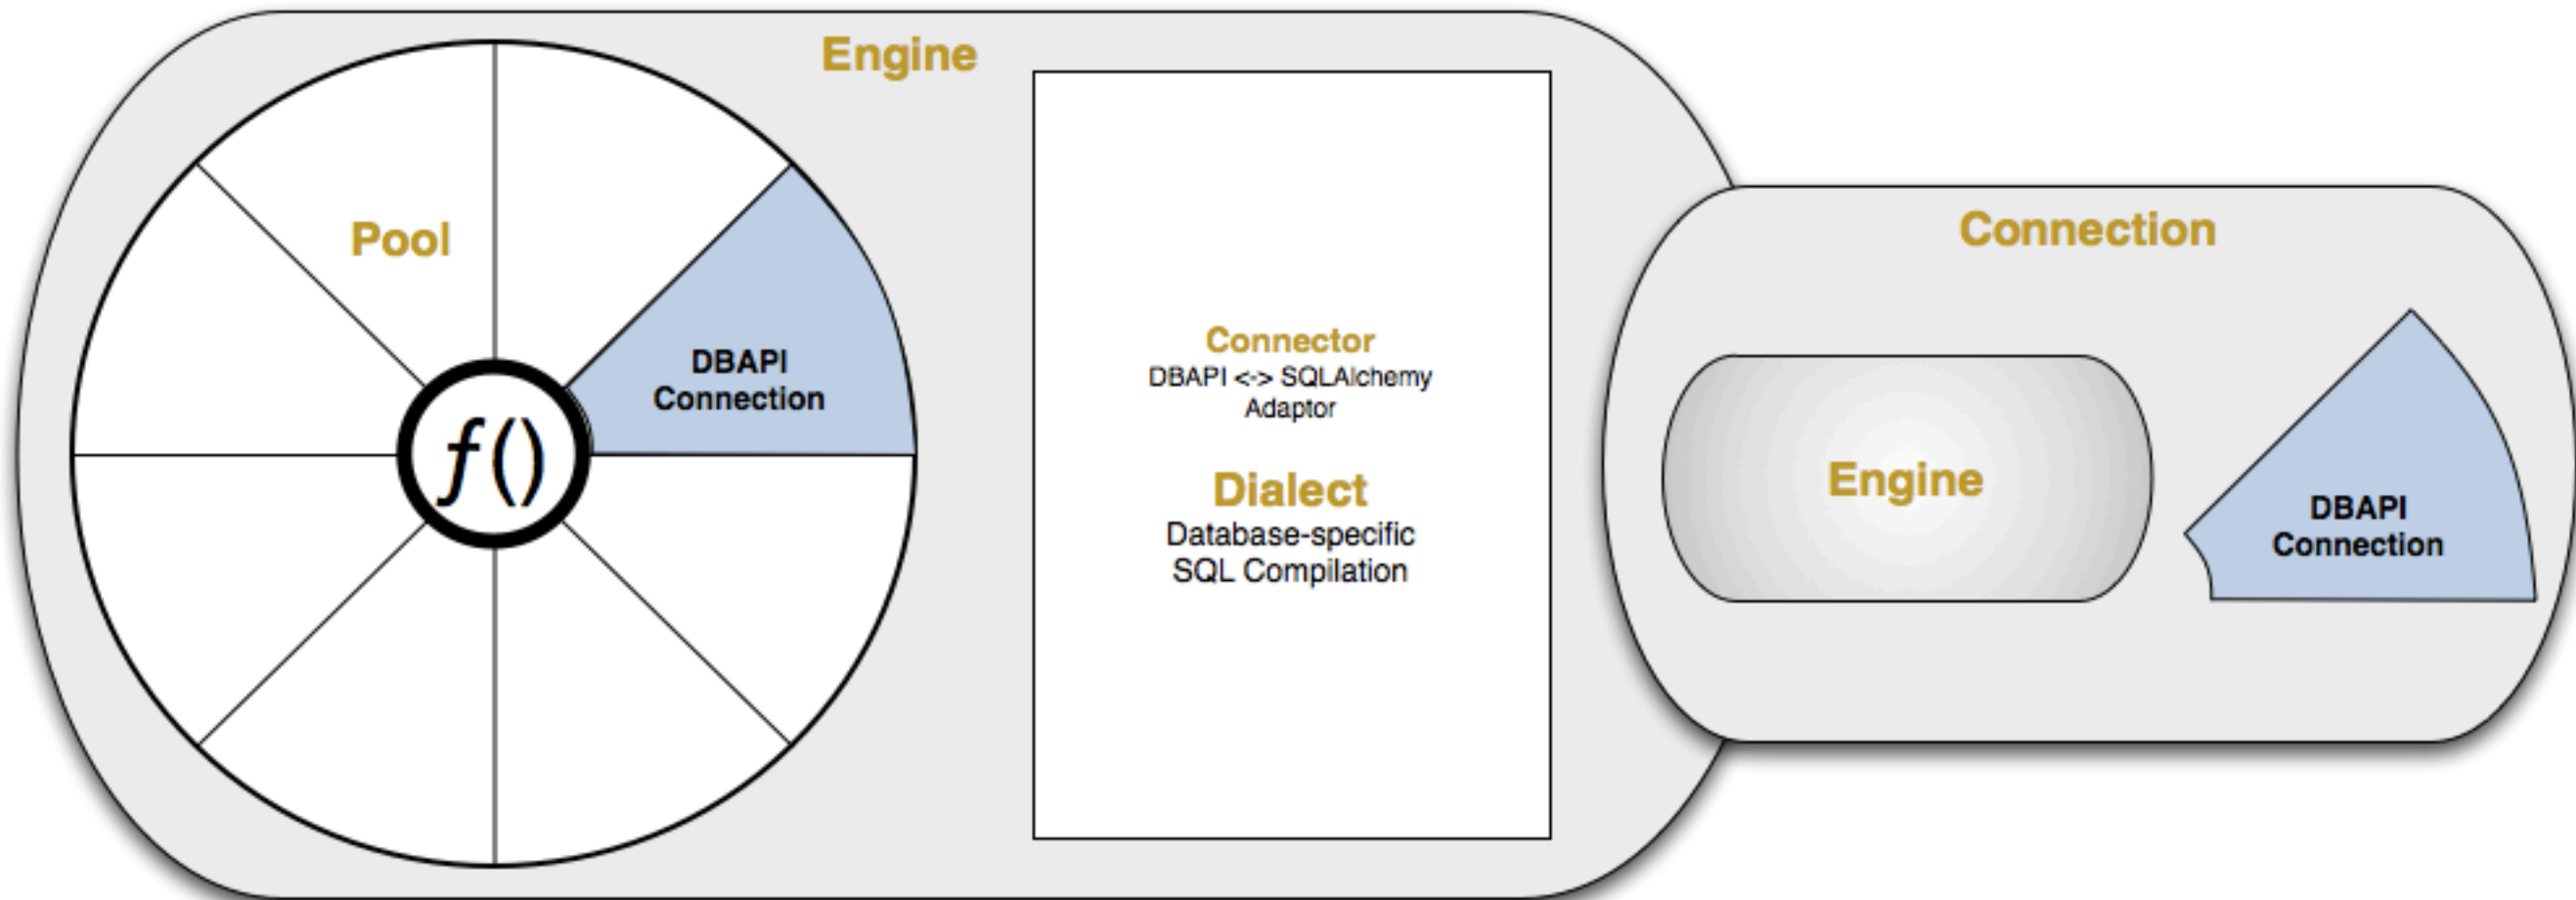 Engine
Pool
DBAPI
Connection
f()
Connector
DBAPI <-> SQLAlchemy
Adaptor
Dialect
Database-specific
SQL Compilation
Connection
Engine
DBAPI
Connection